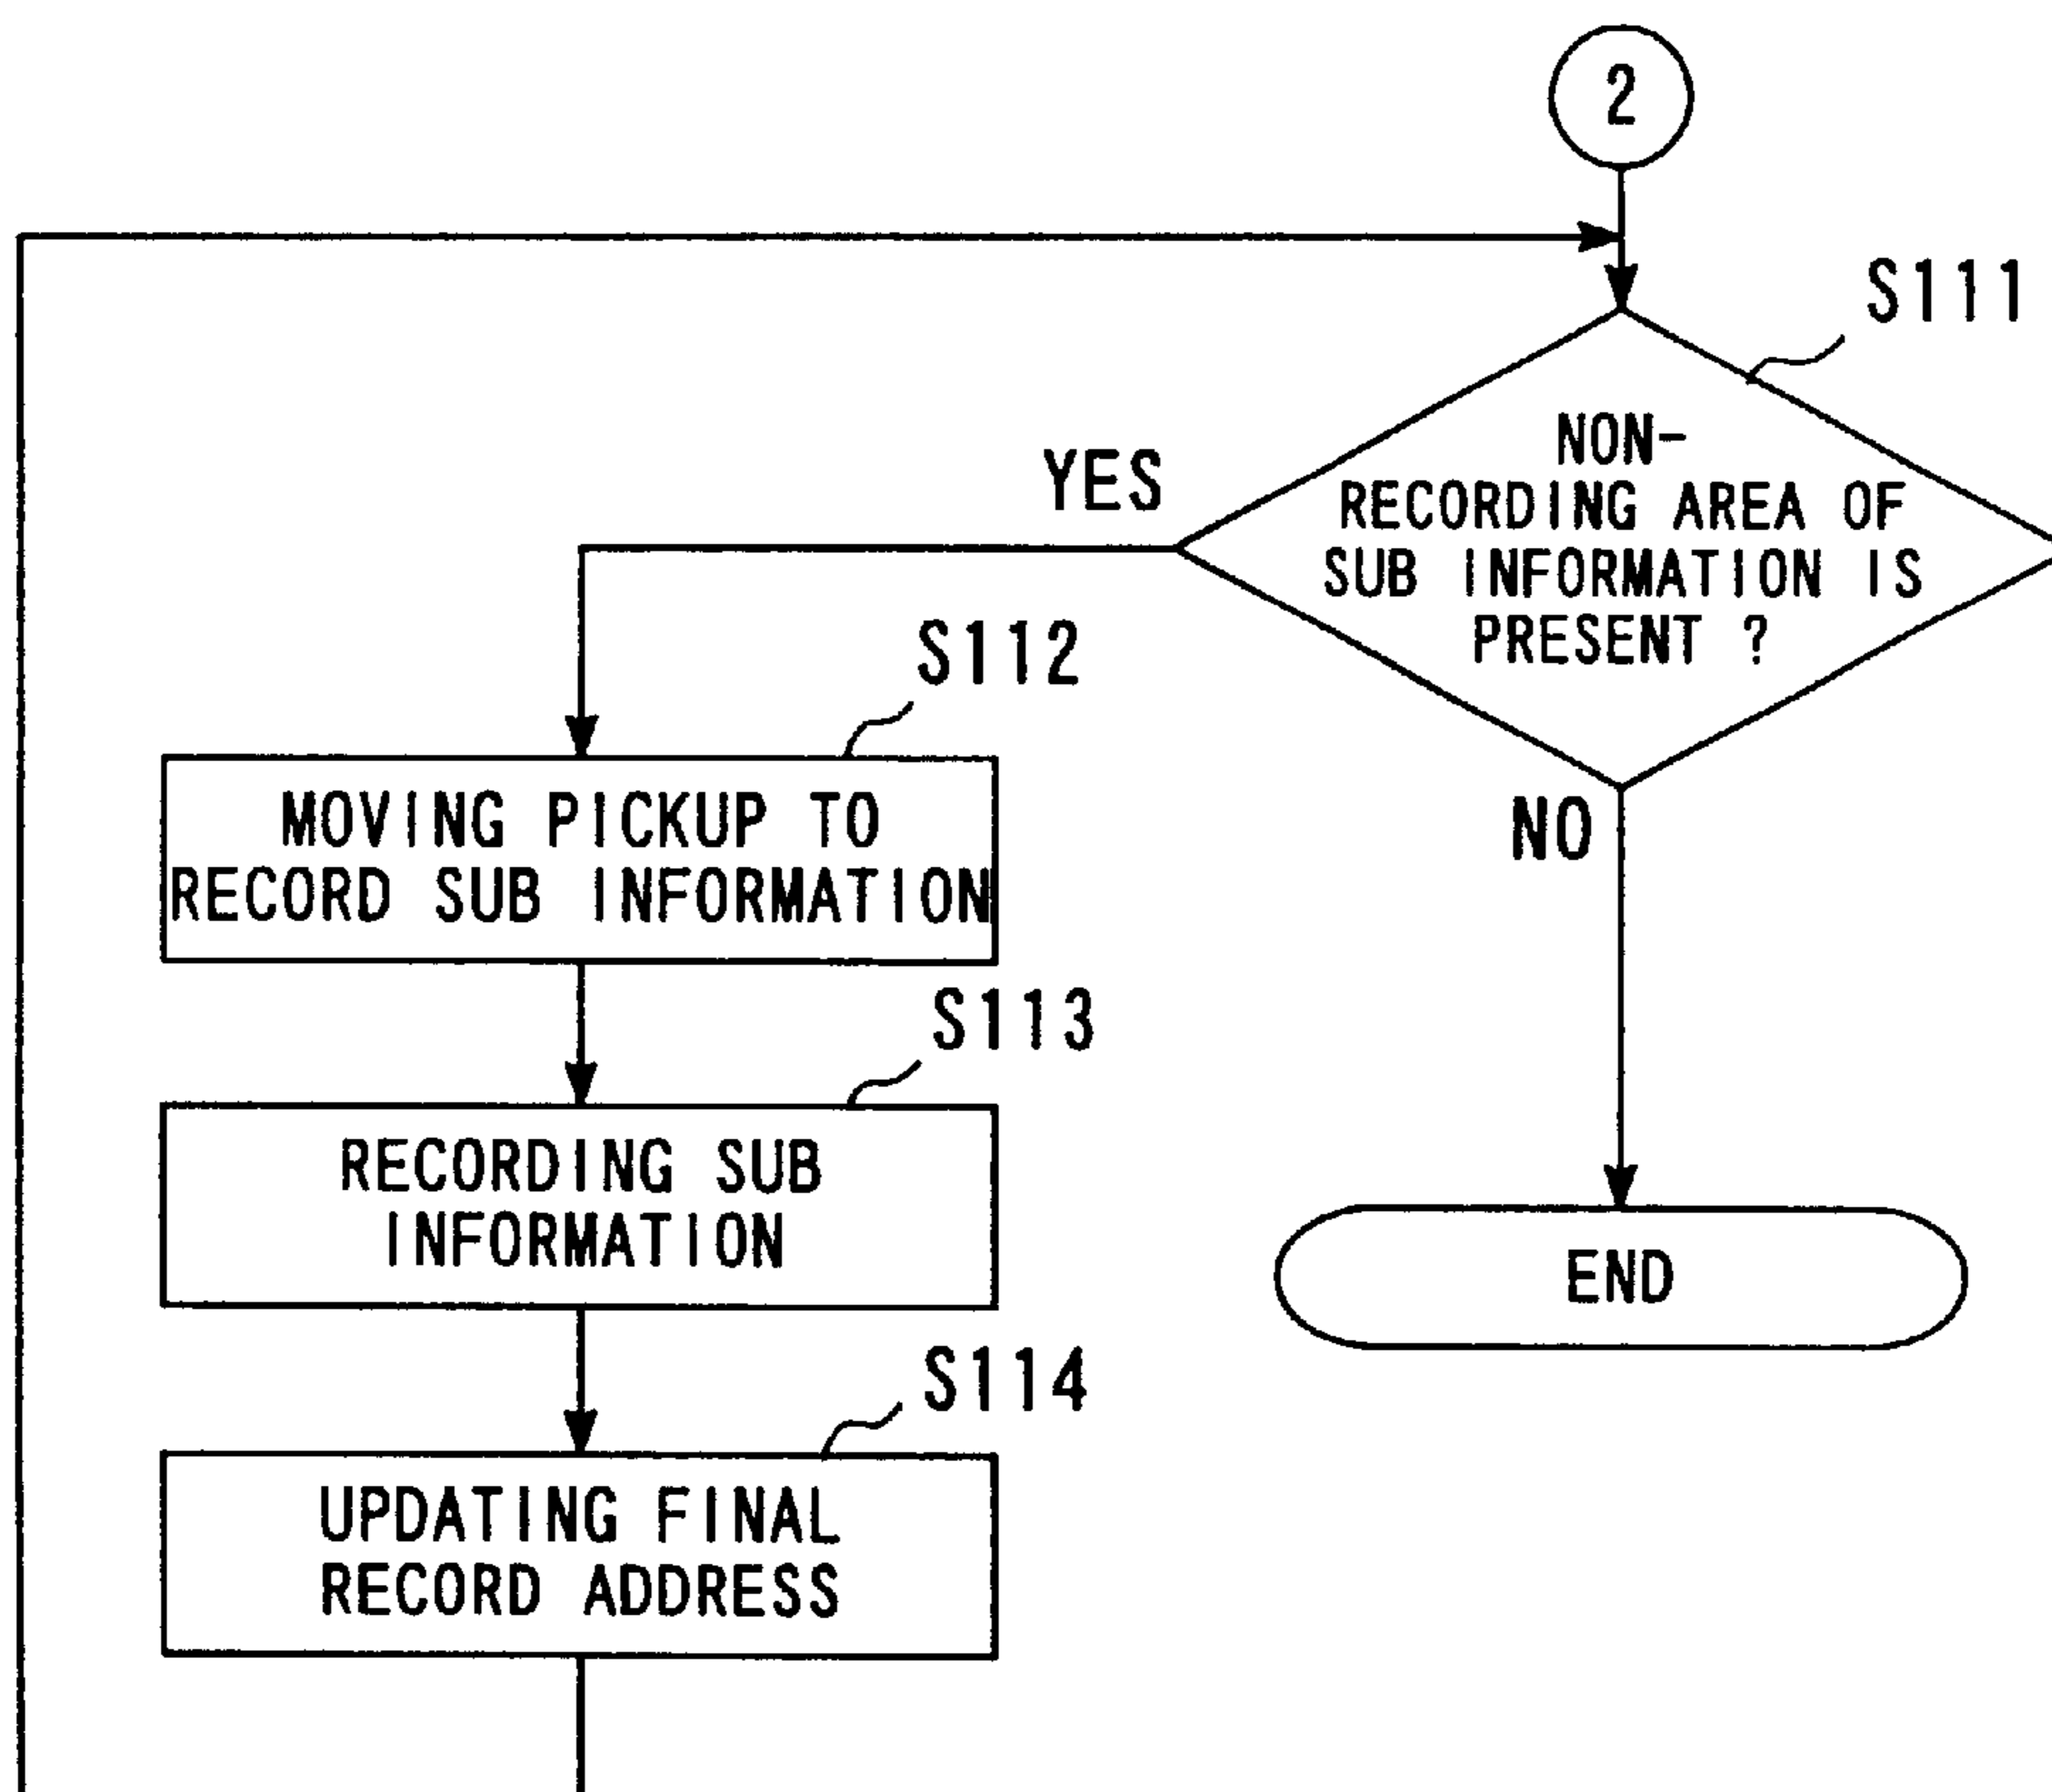 2
S111
NON-
RECORDING AREA OF
SUB INFORMATION IS
PRESENT ?
YES
NO
S112
MOVING PICKUP TO
RECORD SUB INFORMATION
S113
RECORDING SUB
INFORMATION
S114
UPDATING FINAL
RECORD ADDRESS
END